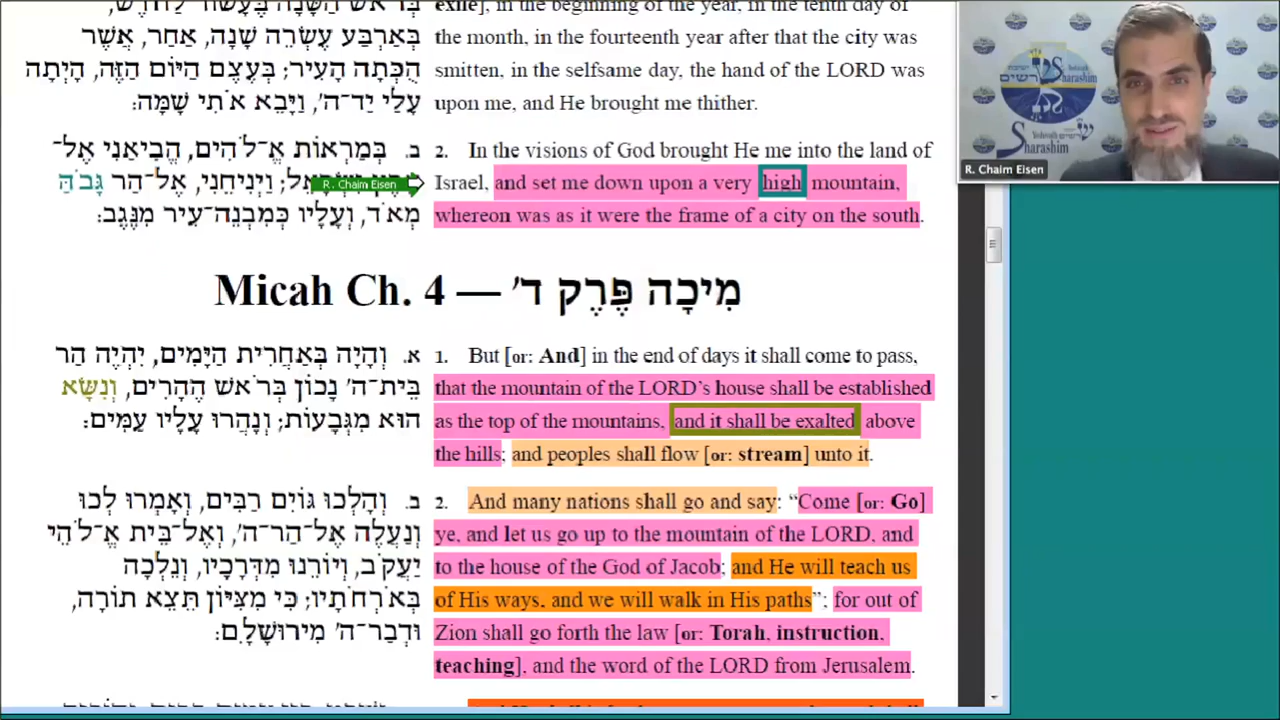 בְּרֹאשׁ הַשָּׁנָה בֶּעָשׂוֹר לַחֹדֶשׁ,
בְּאַרְבַּע עֶשְׂרֵה שָׁנָה, אַחַר, אֲשֶׁר
הֻכְּתָה הָעִיר; בְּעֶצֶם הַיּוֹם הַזֶּה, הָיְתָה
עָלַי יַד־ה', וַיָּבֵא אֹתִי שָׁמָּה:
exile], in the beginning of the year, in the tenth day of
the month, in the fourteenth year after that the city was
smitten, in the selfsame day, the hand of the LORD was
upon me, and He brought me thither.
ב. בְּמַרְאוֹת אֱ־לֹהִים, הֱבִיאַנִי אֶל־
וַיְנִיחֵנִי, אֶל־הַר גָּבֹהַּ
מְאֹד, וְעָלָיו כְּמִבְנֵה־עִיר מִנֶּגֶב:
2. In the visions of God brought He me into the land of
Israel, and set me down upon a very high mountain,
whereon was as it were the frame of a city on the south.
R. Chaim Eisen
Micah Ch. 4 — מִיכָה פֶּרֶק ד'
א. וְהָיָה בְּאַחֲרִית הַיָּמִים, יִהְיֶה הַר
בֵּית־ה' נָכוֹן בְּרֹאשׁ הֶהָרִים, וְנִשָּׂא
הוּא מִגְּבָעוֹת; וְנָהֲרוּ עָלָיו עַמִּים:
1. But [or: And] in the end of days it shall come to pass,
that the mountain of the LORD’s house shall be established
as the top of the mountains, and it shall be exalted above
the hills; and peoples shall flow [or: stream] unto it.
ב. וְהָלְכוּ גּוֹיִם רַבִּים, וְאָמְרוּ לְכוּ
וְנַעֲלֶה אֶל־הַר־ה', וְאֶל־בֵּית אֱ־לֹהֵי
יַעֲקֹב, וְיוֹרֵנוּ מִדְּרָכָיו, וְנֵלְכָה
בְּאֹרְחֹתָיו; כִּי מִצִּיּוֹן תֵּצֵא תוֹרָה,
וּדְבַר־ה' מִירוּשָׁלָ‍ִם:
2. And many nations shall go and say: “Come [or: Go]
ye, and let us go up to the mountain of the LORD, and
to the house of the God of Jacob; and He will teach us
of His ways, and we will walk in His paths”; for out of
Zion shall go forth the law [or: Torah, instruction,
teaching], and the word of the LORD from Jerusalem.
Yeshivah
Sharashim
שרשים
R. Chaim Eisen